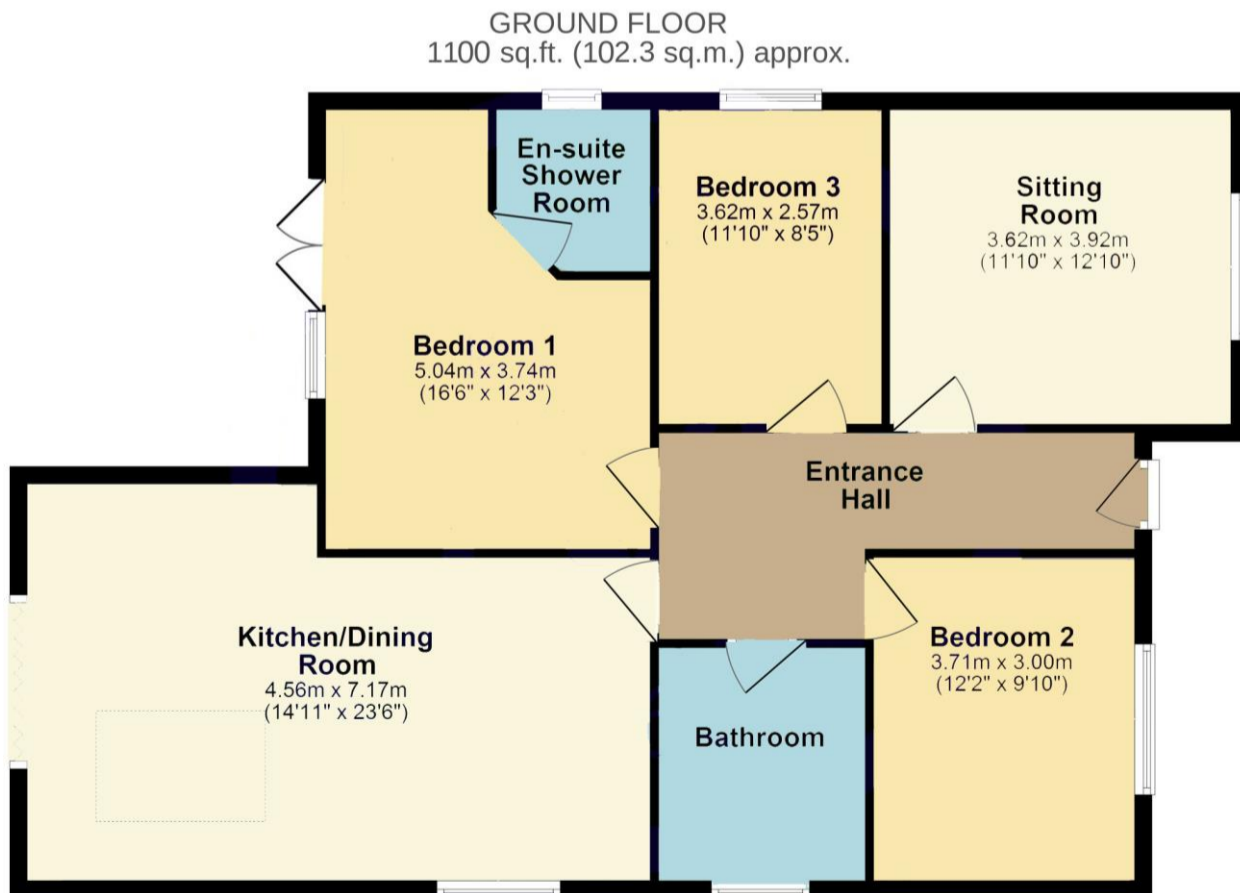 GROUND FLOOR
1100 sq.ft. (102.3 sq.m.) approx.
En-suite
Shower
Room
Bedroom 3
3.62m x 2.57m
(11'10" x 8'5")
Sitting
Room
3.62m x 3.92m
(11'10" x 12'10")
Bedroom 1
5.04m x 3.74m
(16'6" x 12'3")
Entrance
Hall
Kitchen/Dining
Room
4.56m x 7.17m
(14'11" x 23'6")
Bedroom 2
3.71m x 3.00m
(12'2" x 9'10")
Bathroom